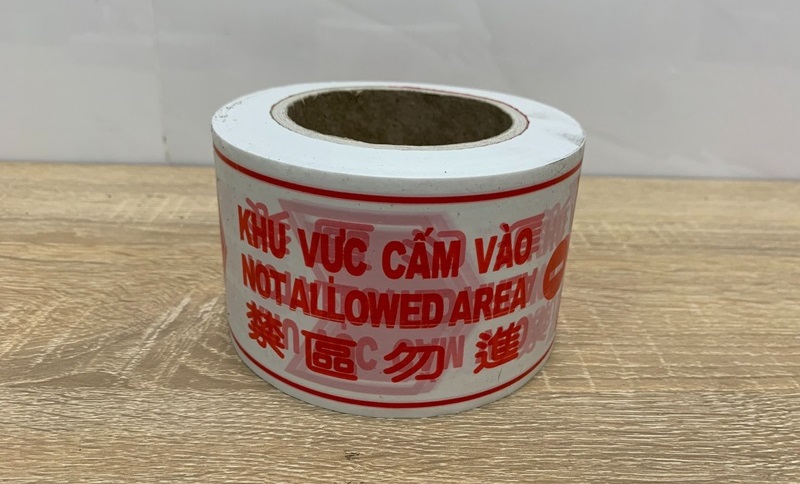 KHU VỰC CẤM VÀO
NOT ALLOWED AREA
禁區勿進